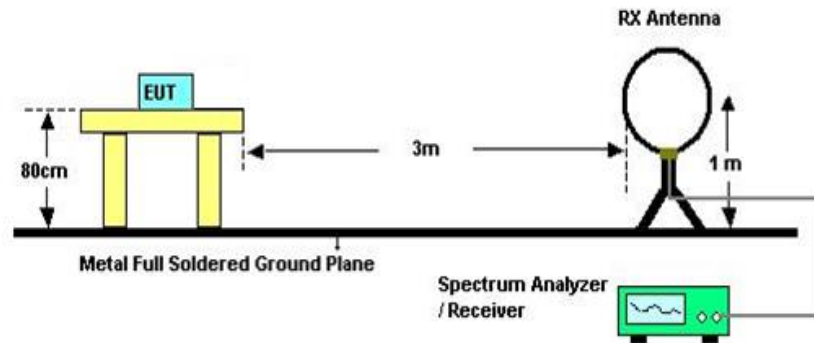 RX Antenna
EUT
3m
80cm
1 m
Metal Full Soldered Ground Plane
Spectrum Analyzer
/ Receiver